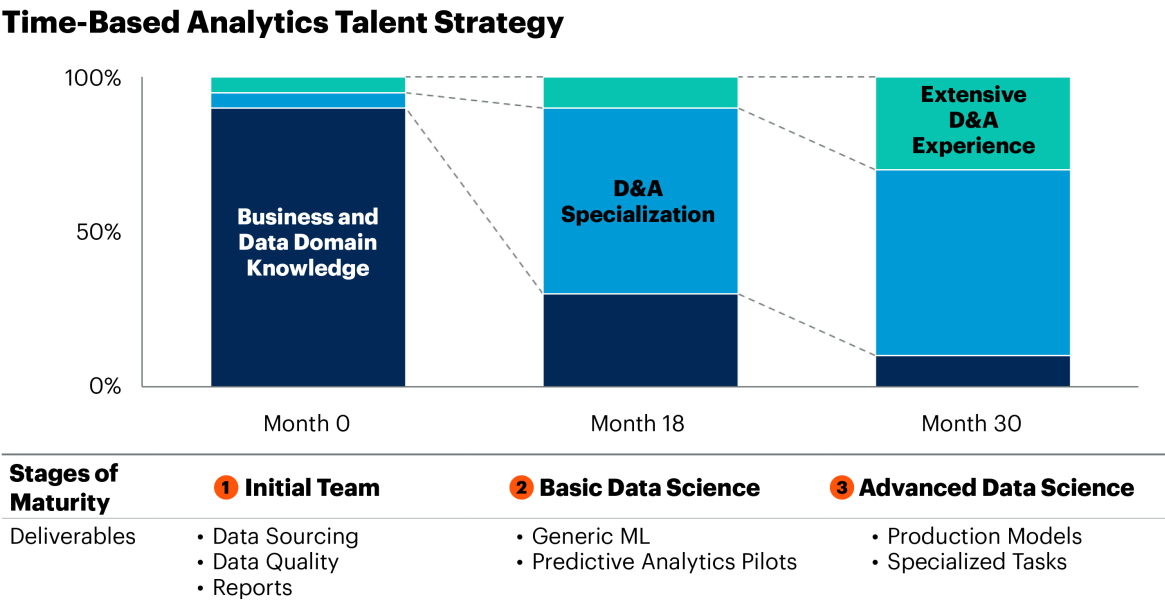 Time-Based Analytics Talent Strategy
100%
50%
0%
Business and
Data Domain
Knowledge
D&A
Specialization
Extensive
D&A
Experience
Month 0
Month 18
Month 30
Stages of
Maturity
1 Initial Team
2 Basic Data Science
3 Advanced Data Science
Deliverables
• Data Sourcing
• Data Quality
• Reports
• Generic ML
• Predictive Analytics Pilots
• Production Models
• Specialized Tasks